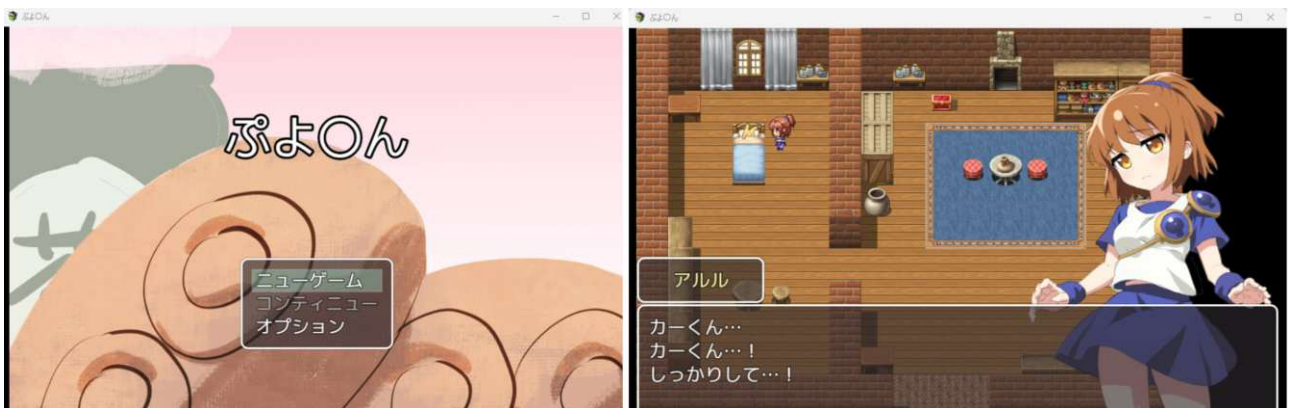 ぷよ〇ん
ぷよ〇ん
ニューゲーム
コンティニュー
オプション
ぷよ〇ん
アルル
カーくん…
カーくん…！
しっかりして…！